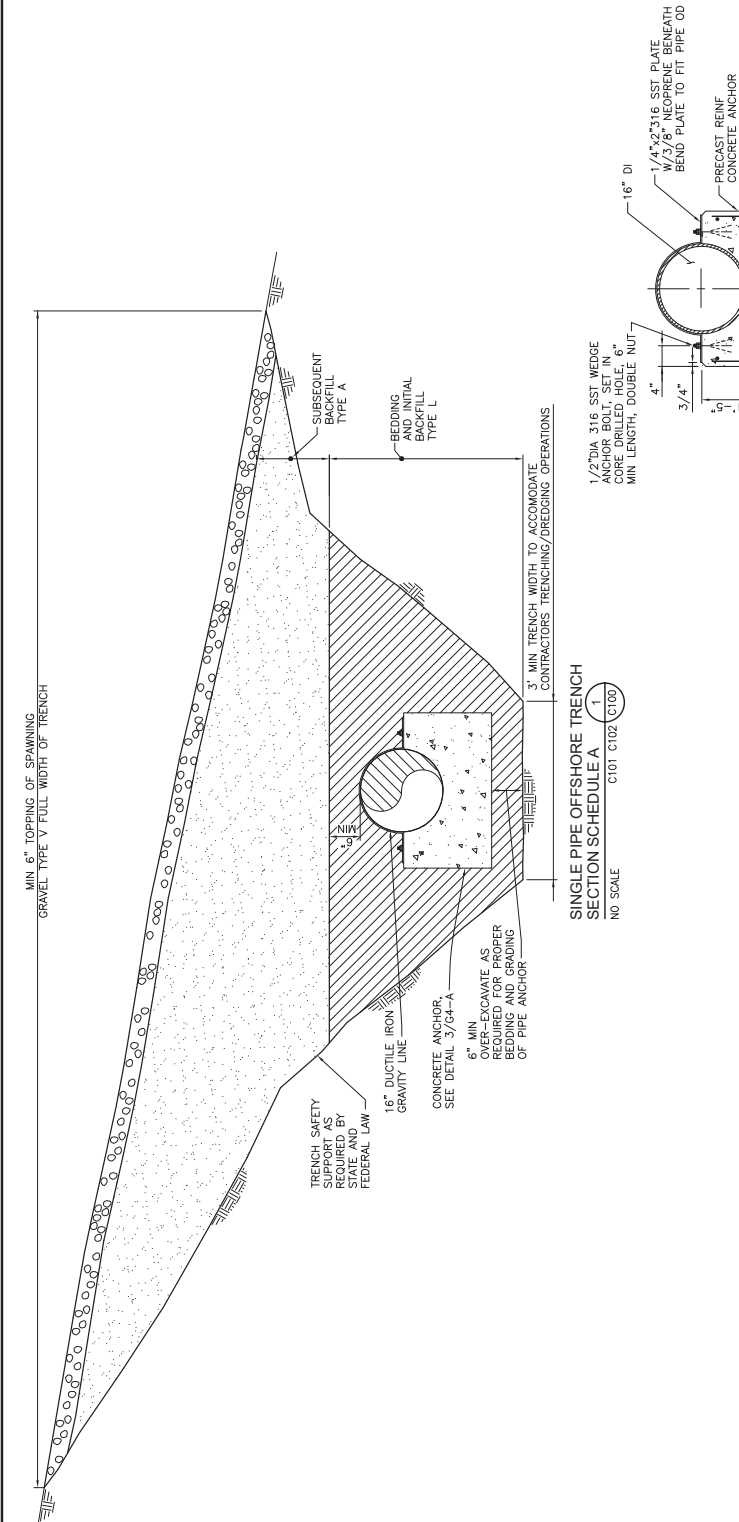 MIN 6" TOPPING OF SPAWNING
GRAVEL TYPE V FULL WIDTH OF TRENCH
SUBSEQUENT
BACKFILL
TYPE A
BEDDING
AND INITIAL
BACKFILL
TYPE L
3' MIN TRENCH WIDTH TO ACCOMODATE
CONTRACTORS TRENCHING/DREDGING OPERATIONS
6"
MIN
TRENCH SAFETY
SUPPORT AS
REQUIRED BY
STATE AND
FEDERAL LAW
16" DUCTILE IRON
GRAVITY LINE
CONCRETE ANCHOR,
SEE DETAIL 3/G4-A
6" MIN
OVER-EXCAVATE AS
REQUIRED FOR PROPER
BEDDING AND GRADING
OF PIPE ANCHOR
SINGLE PIPE OFFSHORE TRENCH
SECTION SCHEDULE A
NO SCALE
C101 C102
1
C100
1/2"DIA 316 SST WEDGE
ANCHOR BOLT, SET IN
CORE DRILLED HOLE, 6"
MIN LENGTH, DOUBLE NUT
4"
3/4"
16" DI
1/4"x2"316 SST PLATE
W/3/8" NEOPRENE BENEATH
BEND PLATE TO FIT PIPE OD
PRECAST REINF
CONCRETE ANCHOR